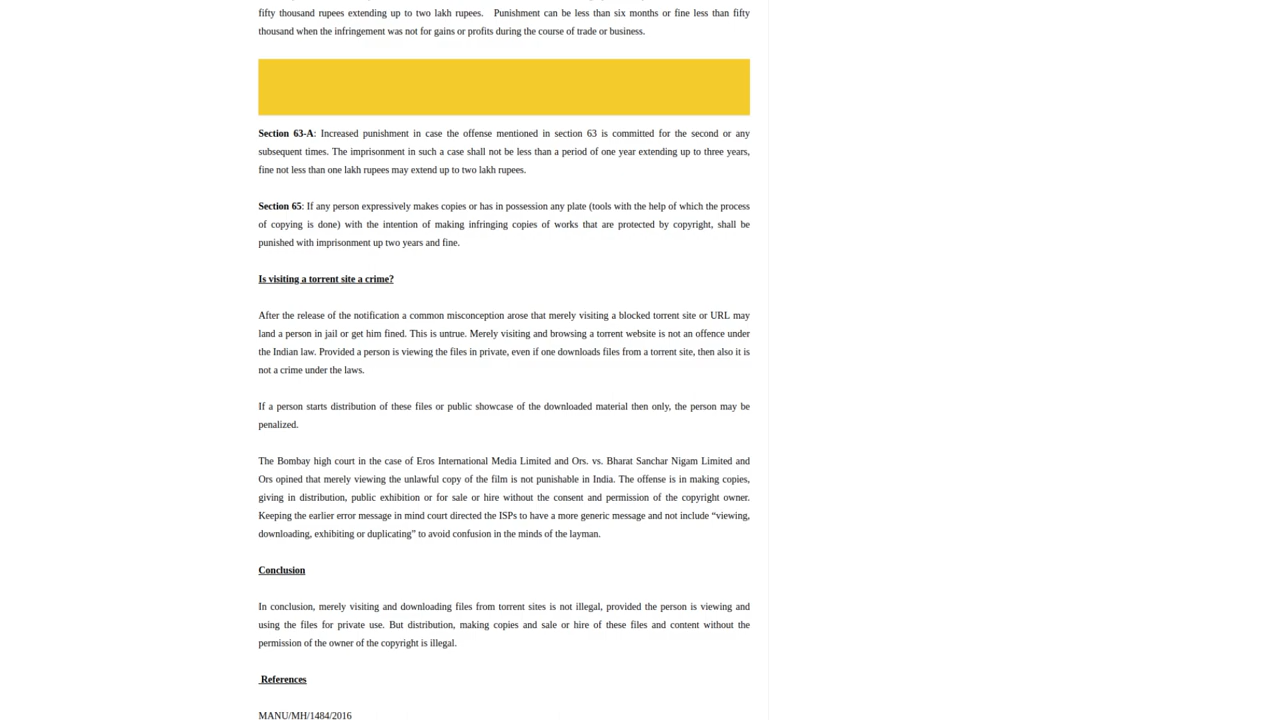 fifty thousand rupees extending up to two lakh rupees. Punishment can be less than six months or fine less than fifty
thousand when the infringement was not for gains or profits during the course of trade or business.
Section 63-A: Increased punishment in case the offense mentioned in section 63 is committed for the second or any
subsequent times. The imprisonment in such a case shall not be less than a period of one year extending up to three years,
fine not less than one lakh rupees may extend up to two lakh rupees.
Section 65: If any person expressively makes copies or has in possession any plate (tools with the help of which the process
of copying is done) with the intention of making infringing copies of works that are protected by copyright, shall be
punished with imprisonment up two years and fine.
Is visiting a torrent site a crime?
After the release of the notification a common misconception arose that merely visiting a blocked torrent site or URL may
land a person in jail or get him fined. This is untrue. Merely visiting and browsing a torrent website is not an offence under
the Indian law. Provided a person is viewing the files in private, even if one downloads files from a torrent site, then also it is
not a crime under the laws.
If a person starts distribution of these files or public showcase of the downloaded material then only, the person may be
penalized.
The Bombay high court in the case of Eros International Media Limited and Ors. vs. Bharat Sanchar Nigam Limited and
Ors opined that merely viewing the unlawful copy of the film is not punishable in India. The offense is in making copies,
giving in distribution, public exhibition or for sale or hire without the consent and permission of the copyright owner.
Keeping the earlier error message in mind court directed the ISPs to have a more generic message and not include “viewing,
downloading, exhibiting or duplicating” to avoid confusion in the minds of the layman.
Conclusion
In conclusion, merely visiting and downloading files from torrent sites is not illegal, provided the person is viewing and
using the files for private use. But distribution, making copies and sale or hire of these files and content without the
permission of the owner of the copyright is illegal.
References
MANU/MH/1484/2016